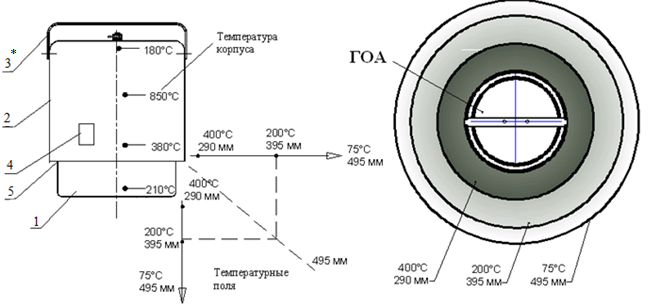 3
*
180°C
Температура
корпуса
2
850°C
4
380°C
400°C
290 мм
200°C
395 мм
75°C
495 мм
5
210°C
400°C
290 мм
1
200°C
395 мм
495 мм
75°C
495 мм
Температурные
поля
ГОА
400°C
290 мм
200°C
395 мм
75°C
495 мм